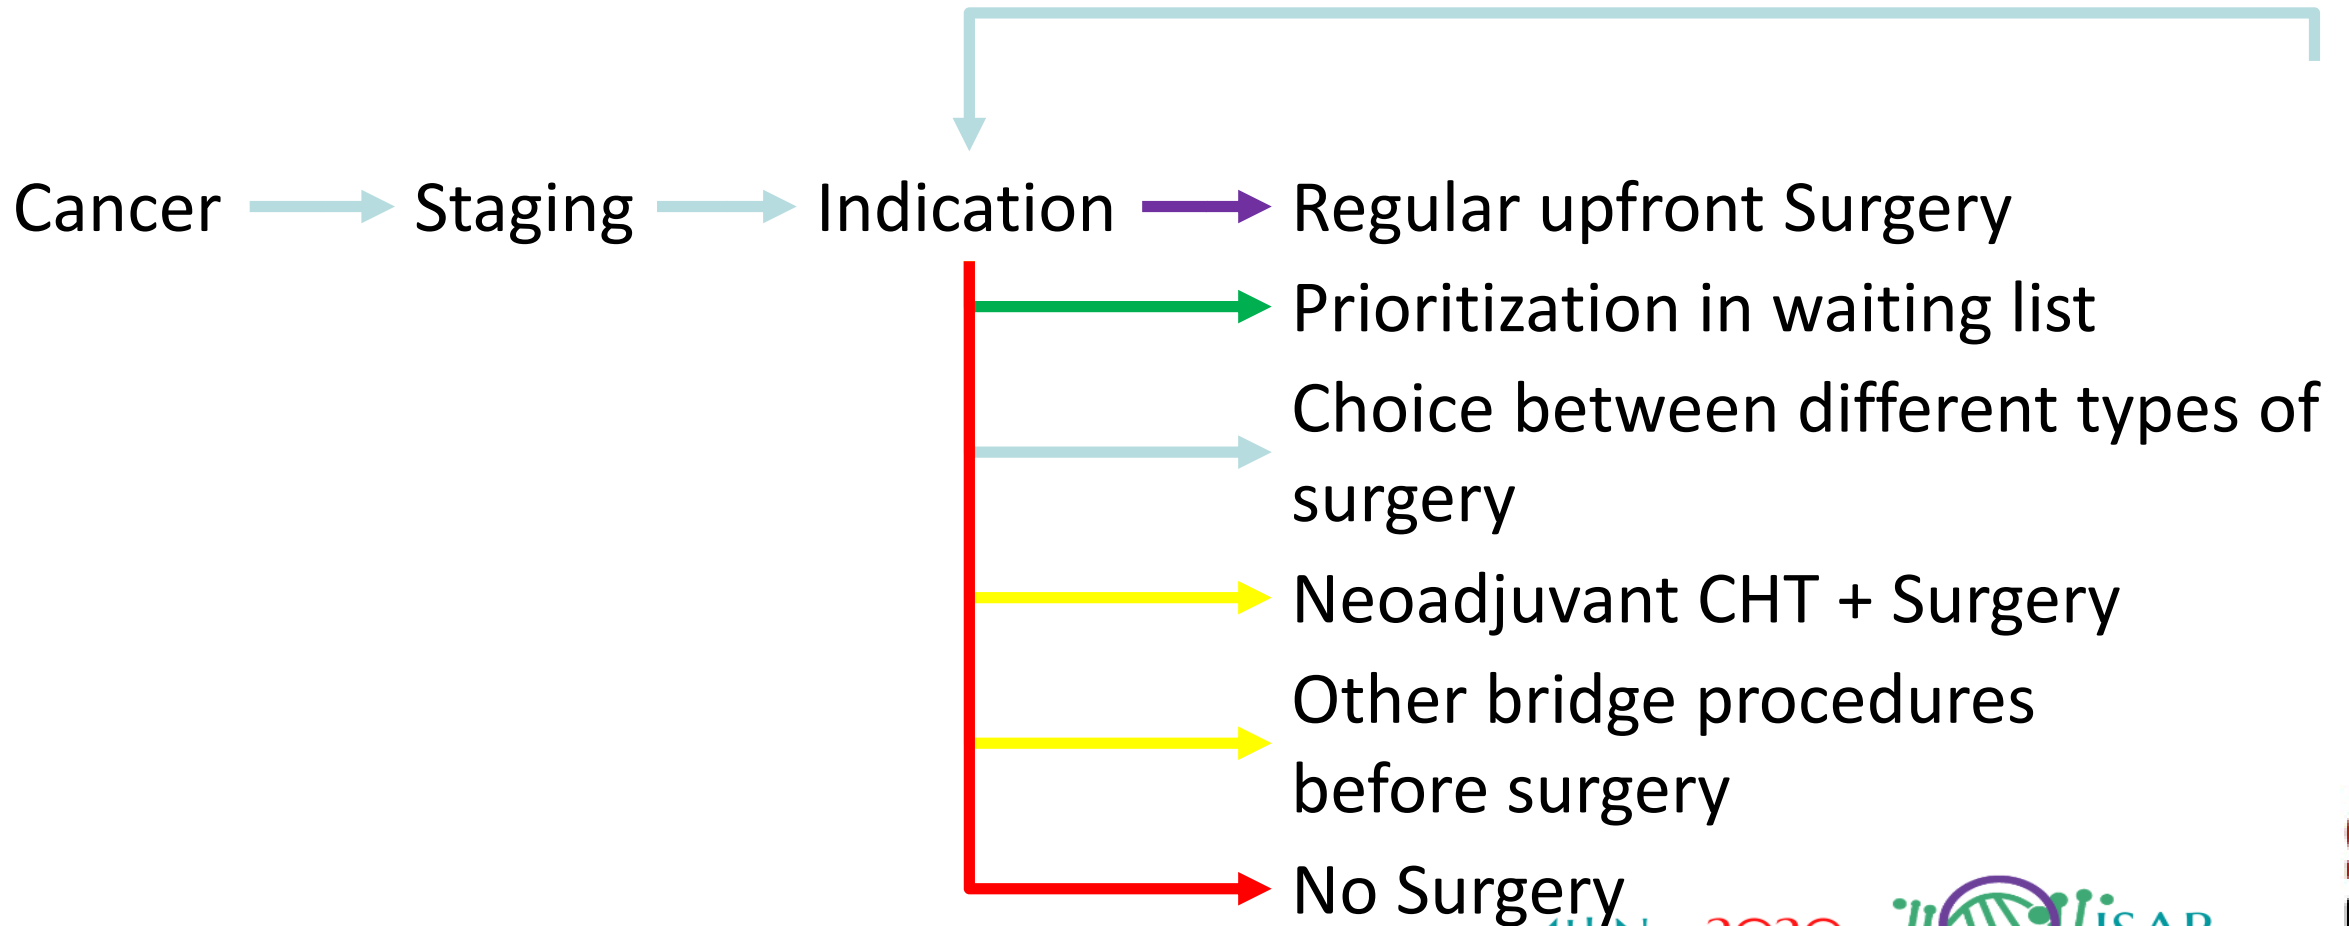 Cancer
Staging
Indication
Regular upfront Surgery
Prioritization in waiting list
Choice between different types of
surgery
Neoadjuvant CHT + Surgery
Other bridge procedures
before surgery
No Surgery
2020